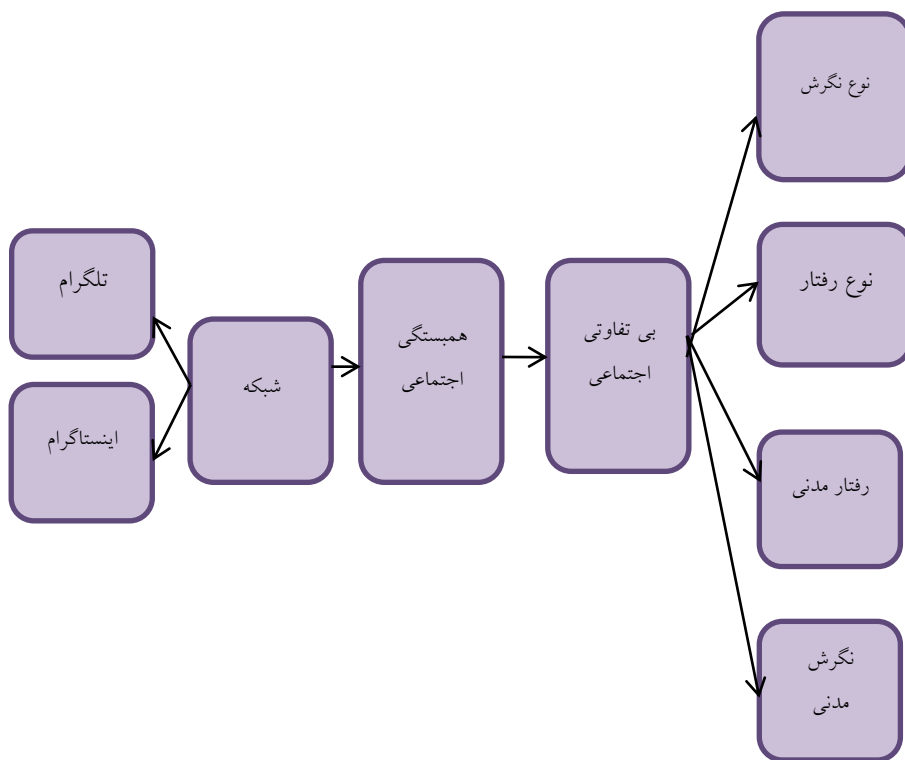 نوع نگرش
نوع رفتار
تلگرام
همبستگی
اجتماعی
بی تفاوتی
اجتماعی
شبکه
اینستاگرام
رفتار مدنی
نگرش
مدنی